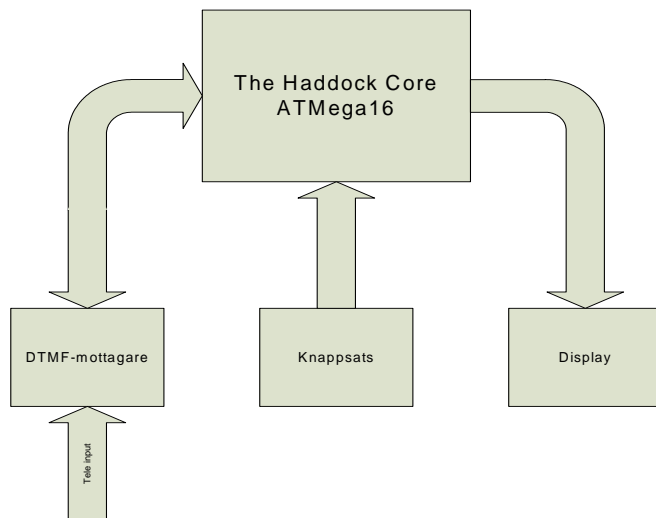 The Haddock Core
ATMega16
DTMF-mottagare
Knappsats
Display
Tele input